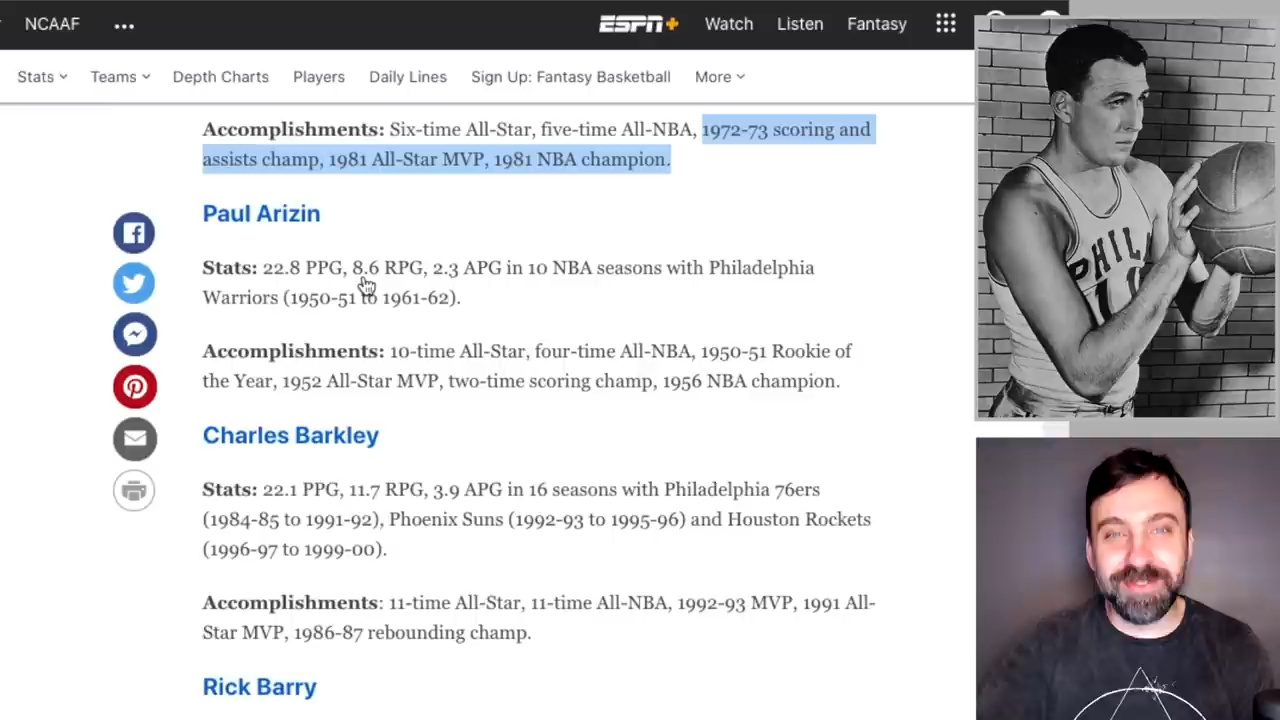 NCAAF
ESPN+
Watch
Listen
Fantasy
Stats
Teams
Depth Charts
Players
Daily Lines
Sign Up: Fantasy Basketball
More
Accomplishments: Six-time All-Star, five-time All-NBA, 1972-73 scoring and
assists champ, 1981 All-Star MVP, 1981 NBA champion.
Paul Arizin
Stats: 22.8 PPG, 8.6 RPG, 2.3 APG in 10 NBA seasons with Philadelphia
Warriors (1950-51 to 1961-62).
Accomplishments: 10-time All-Star, four-time All-NBA, 1950-51 Rookie of
the Year, 1952 All-Star MVP, two-time scoring champ, 1956 NBA champion.
Charles Barkley
Stats: 22.1 PPG, 11.7 RPG, 3.9 APG in 16 seasons with Philadelphia 76ers
(1984-85 to 1991-92), Phoenix Suns (1992-93 to 1995-96) and Houston Rockets
(1996-97 to 1999-00).
Accomplishments: 11-time All-Star, 11-time All-NBA, 1992-93 MVP, 1991 All-
Star MVP, 1986-87 rebounding champ.
Rick Barry
PHIL